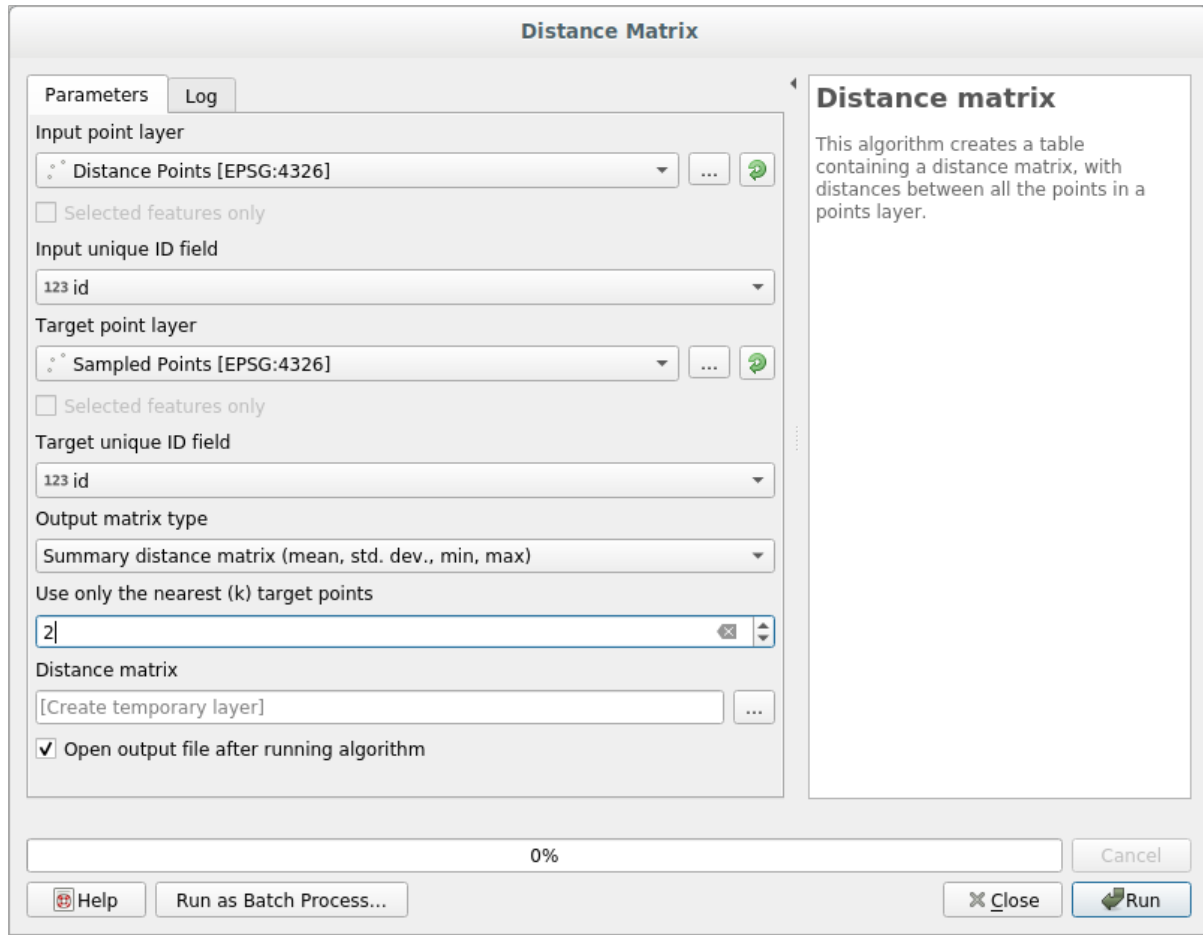 Distance Matrix
Parameters
Log
Input point layer
Distance Points [EPSG:4326]
...
Selected features only
Input unique ID field
123 id
Target point layer
Sampled Points [EPSG:4326]
...
Selected features only
Target unique ID field
123 id
Output matrix type
Summary distance matrix (mean, std. dev., min, max)
Use only the nearest (k) target points
2
Distance matrix
[Create temporary layer]
...
Open output file after running algorithm
Distance matrix
This algorithm creates a table
containing a distance matrix, with
distances between all the points in a
points layer.
0%
Cancel
Help
Run as Batch Process...
Close
Run